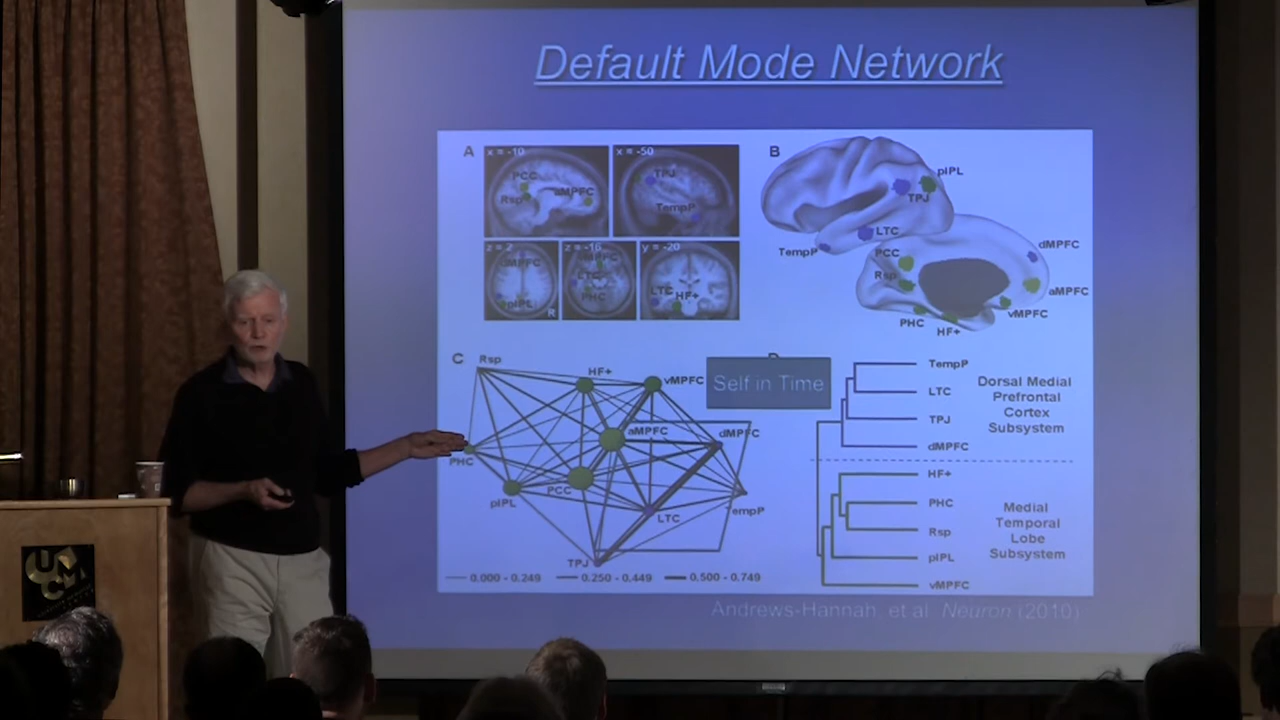 Default Mode Network
A
x = -10
PCC
Rsp
aMPFC
x = -50
TPJ
TempP
z = 2
dMPFC
pIPL
R
z = -16
vMPFC
LTC
PHC
y = -20
LTC
HF+
B
pIPL
TPJ
LTC
TempP
PCC
Rsp
dMPFC
aMPFC
vMPFC
PHC
HF+
C
Rsp
HF+
vMPFC
aMPFC
dMPFC
PHC
pIPL
PCC
LTC
TPJ
0.000 - 0.249
0.250 - 0.449
0.500 - 0.749
Self in Time
TempP
LTC
TPJ
dMPFC
Dorsal Medial
Prefrontal
Cortex
Subsystem
HF+
PHC
Rsp
pIPL
vMPFC
Medial
Temporal
Lobe
Subsystem
Andrews-Hannah, et al Neuron (2010)
UCM